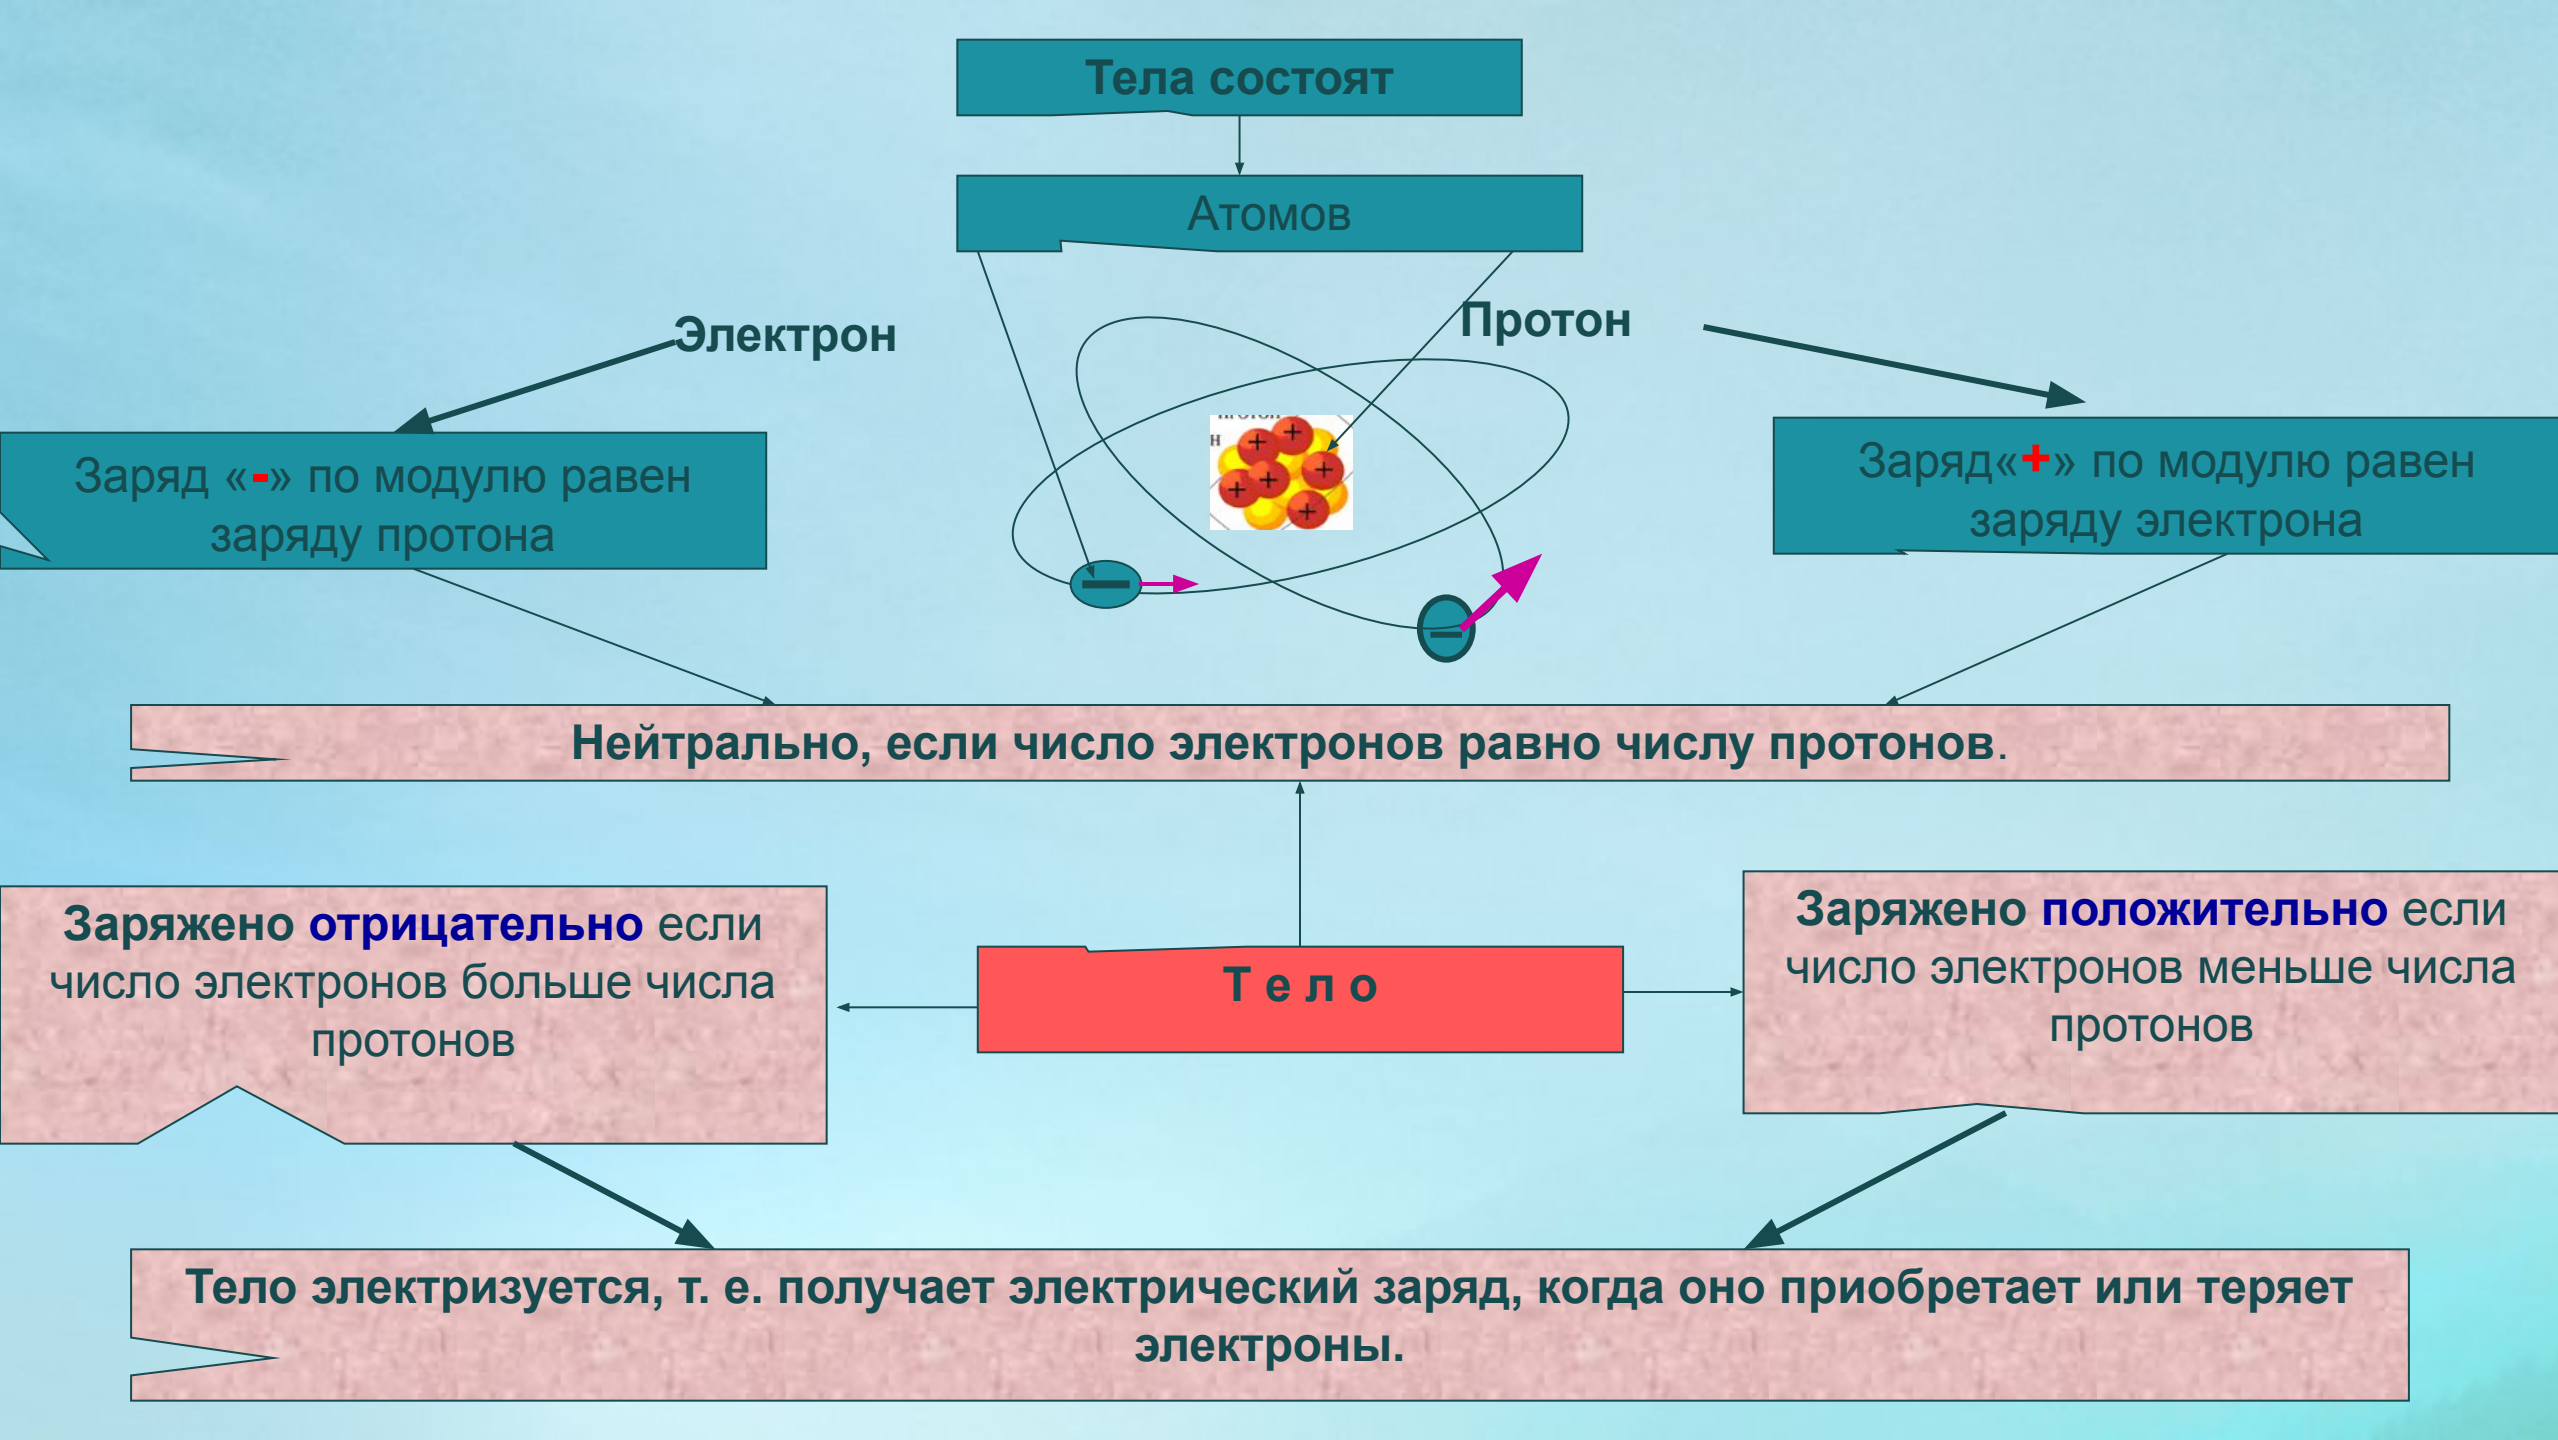 Тела состоят
Атомов
Электрон
Протон
Заряд «-» по модулю равен
заряду протона
Заряд«+» по модулю равен
заряду электрона
н
+ + + + + +
Нейтрально, если число электронов равно числу протонов.
Заряжено отрицательно если
число электронов больше числа
протонов
Т е л о
Заряжено положительно если
число электронов меньше числа
протонов
Тело электризуется, т. е. получает электрический заряд, когда оно приобретает или теряет
электроны.